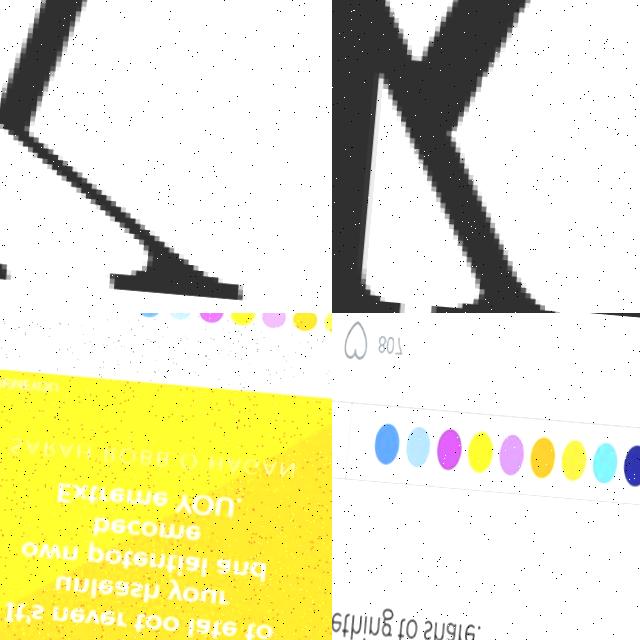 It's never too late to
unleash your
own potential and
become
Extreme YOU.
SARAH ROBB O'HAGAN
to share.
807